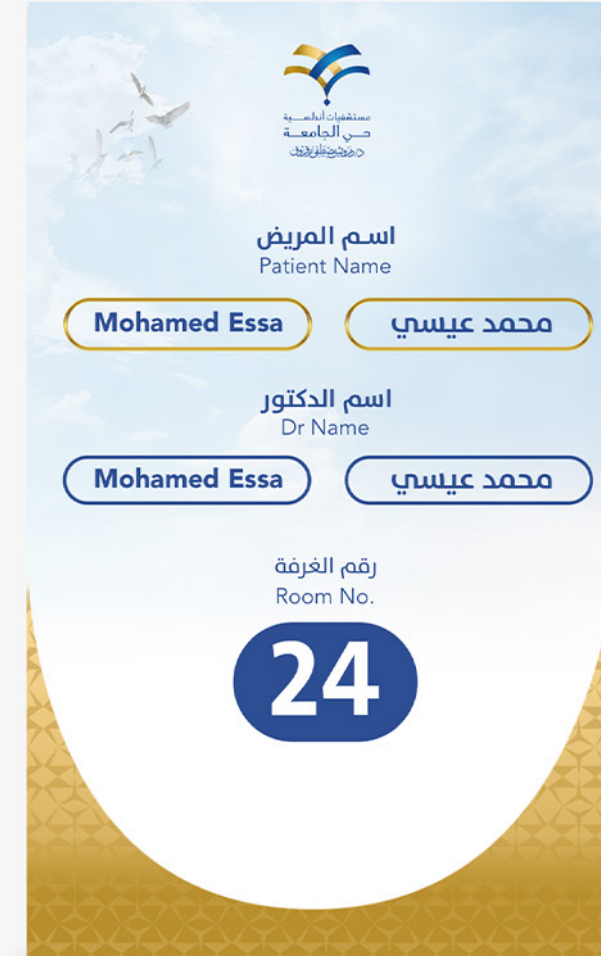 مستشفيات أندلسية
حي الجامعة
اسم المريض
Patient Name
Mohamed Essa
محمد عيسي
اسم الدكتور
Dr Name
Mohamed Essa
محمد عيسي
رقم الغرفة
Room No.
24